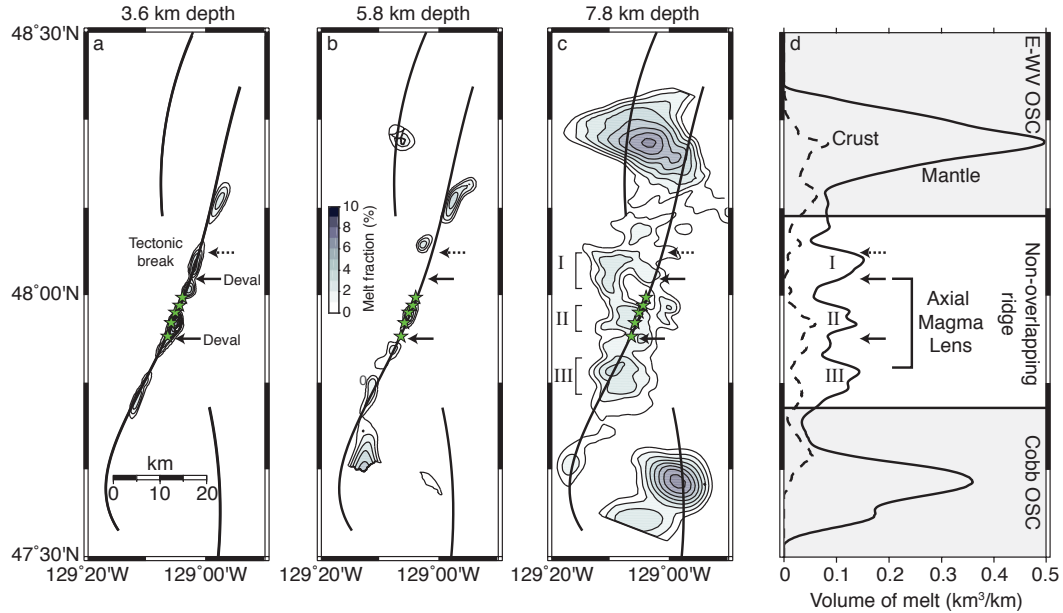 3.6 km depth
5.8 km depth
7.8 km depth
48°30'N
48°00'N
47°30'N
a
Tectonic
break
Deval
Deval
km
0 10 20
129°20'W 129°00'W
b
10
8
6
4
2
0
Melt fraction (%)
0
129°20'W 129°00'W
c
I
II
III
129°20'W 129°00'W
d
E-WV OSC
Crust
Mantle
I
II
III
Axial
Magma
Lens
Non-overlapping
ridge
Cobb OSC
0 0.1 0.2 0.3 0.4 0.5
Volume of melt (km³/km)